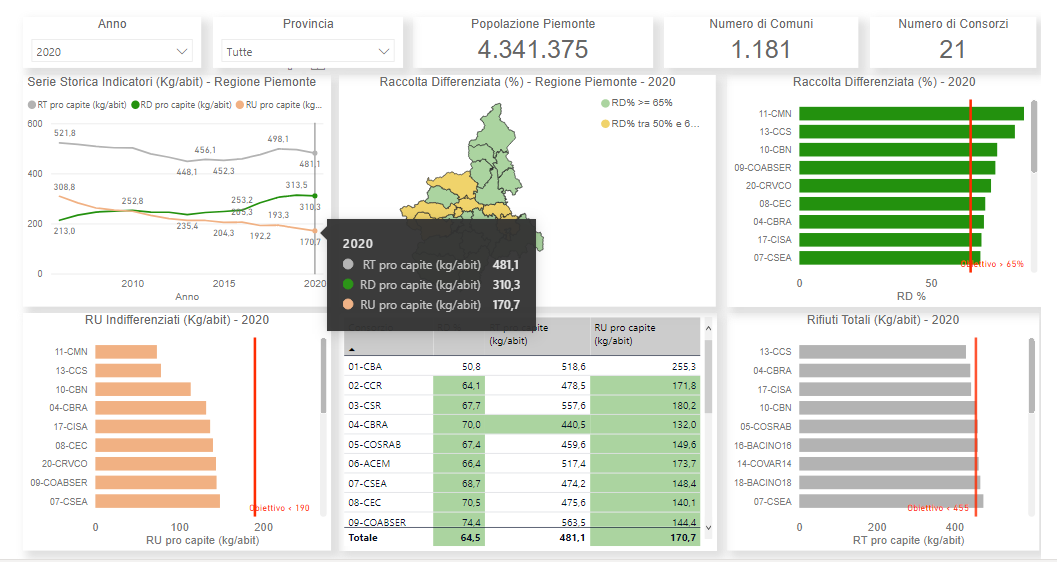 Anno
2020
Provincia
Tutte
Popolazione Piemonte
4.341.375
Numero di Comuni
1.181
Numero di Consorzi
21
Serie Storica Indicatori (Kg/abit) - Regione Piemonte
RT pro capite (kg/abit) RD pro capite (kg/abit) RU pro capite (kg...
600
400
200
0
521,8
456,1
498,1
448,1
452,3
481,1
308,8
252,8
253,2
313,5
213,0
235,4
205,3
193,3
310,3
204,3
192,2
170,7
2010 2015 2020
Anno
Raccolta Differenziata (%) - Regione Piemonte - 2020
RD% >= 65%
RD% tra 50% e 6...
2020
RT pro capite (kg/abit) 481,1
RD pro capite (kg/abit) 310,3
RU pro capite (kg/abit) 170,7
Raccolta Differenziata (%) - 2020
11-CMN
13-CCS
10-CBN
09-COABSER
20-CRVCO
08-CEC
04-CBRA
17-CISA
07-CSEA
Obiettivo > 65%
0 50
RD %
RU Indifferenziati (Kg/abit) - 2020
11-CMN
13-CCS
10-CBN
04-CBRA
17-CISA
08-CEC
20-CRVCO
09-COABSER
07-CSEA
Obiettivo < 190
0 100 200
RU pro capite (kg/abit)
RU pro capite
(kg/abit)
(kg/abit)
01-CBA 50,8 518,6 255,3
02-CCR 64,1 478,5 171,8
03-CSR 67,7 557,6 180,2
04-CBRA 70,0 440,5 132,0
05-COSRAB 67,4 459,6 149,6
06-ACEM 66,4 517,4 173,7
07-CSEA 68,7 474,2 148,4
08-CEC 70,5 475,6 140,1
09-COABSER 74,4 563,5 144,4
Totale 64,5 481,1 170,7
Rifiuti Totali (Kg/abit) - 2020
13-CCS
04-CBRA
17-CISA
10-CBN
05-COSRAB
16-BACINO16
14-COVAR14
18-BACINO18
07-CSEA
Obiettivo < 455
0 200 400
RT pro capite (kg/abit)